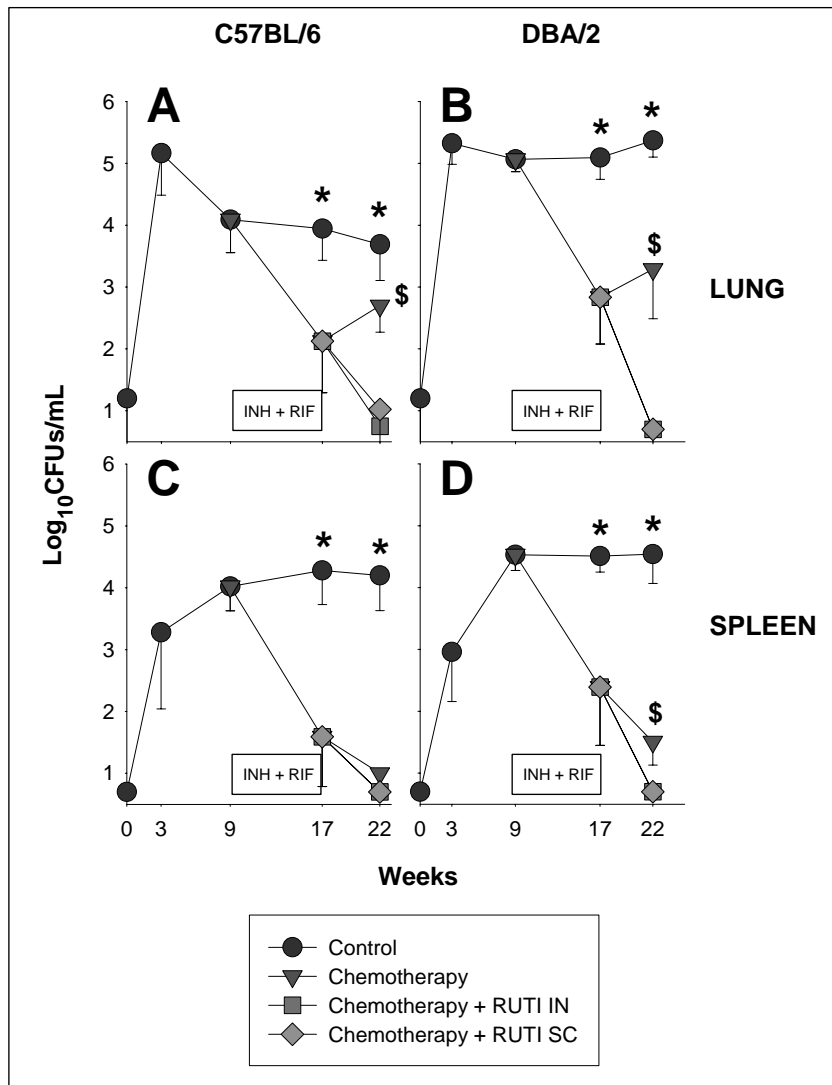 C57BL/6 DBA/2
A B
6
5
4
3
2
1
* * * *
$ $
INH + RIF INH + RIF
LUNG
Log10CFUs/mL
C D
6
5
4
3
2
1
* * * *
$
INH + RIF INH + RIF
SPLEEN
0 3 9 17 22 0 3 9 17 22
Weeks
Control
Chemotherapy
Chemotherapy + RUTI IN
Chemotherapy + RUTI SC